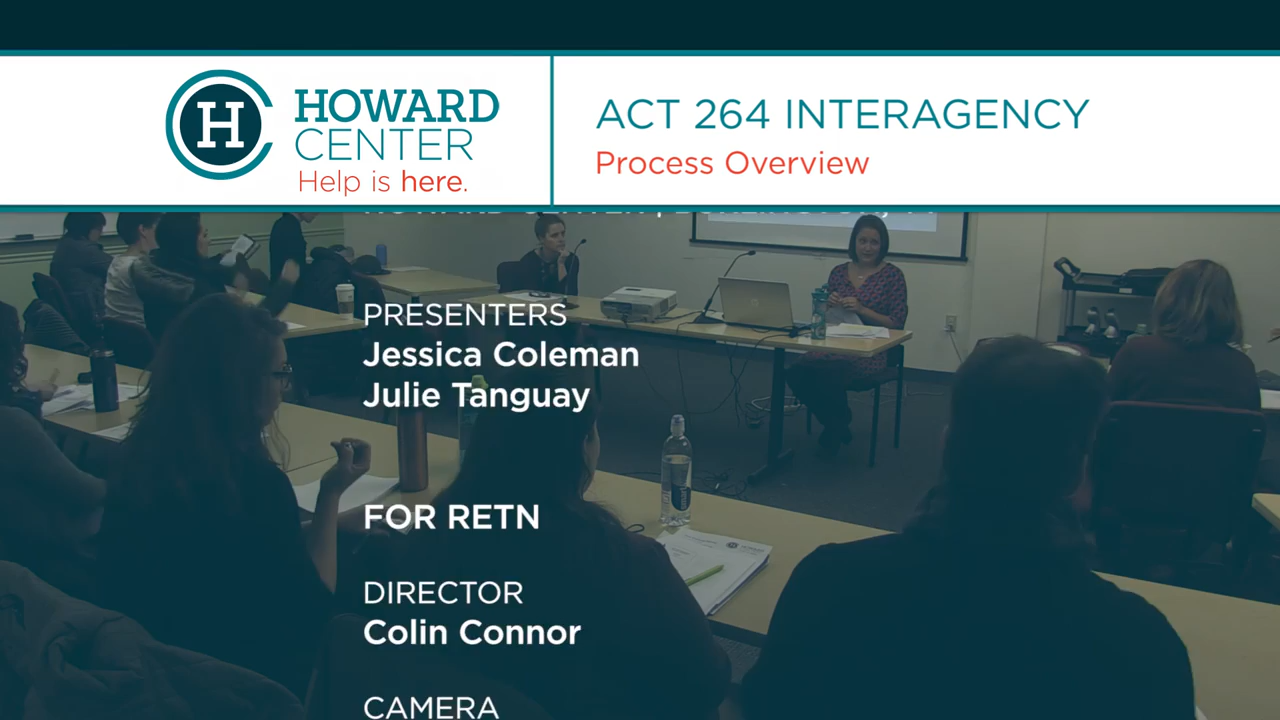 H
HOWARD
CENTER
Help is here.
ACT 264 INTERAGENCY
Process Overview
PRESENTERS
Jessica Coleman
Julie Tanguay
FOR RETN
DIRECTOR
Colin Connor
CAMERA